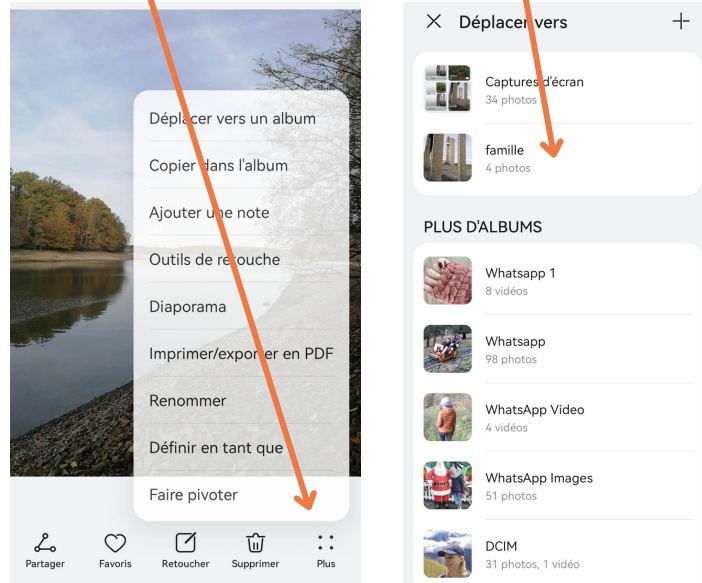 Déplacer vers un album
Copier dans l'album
Ajouter une note
Outils de retouche
Diaporama
Imprimer/exporter en PDF
Renommer
Définir en tant que
Faire pivoter
Partager
Favoris
Retoucher
Supprimer
Plus
Déplacer vers
Captures d'écran
34 photos
famille
4 photos
PLUS D'ALBUMS
Whatsapp 1
8 vidéos
Whatsapp
98 photos
WhatsApp Video
4 vidéos
WhatsApp Images
51 photos
DCIM
31 photos, 1 vidéo